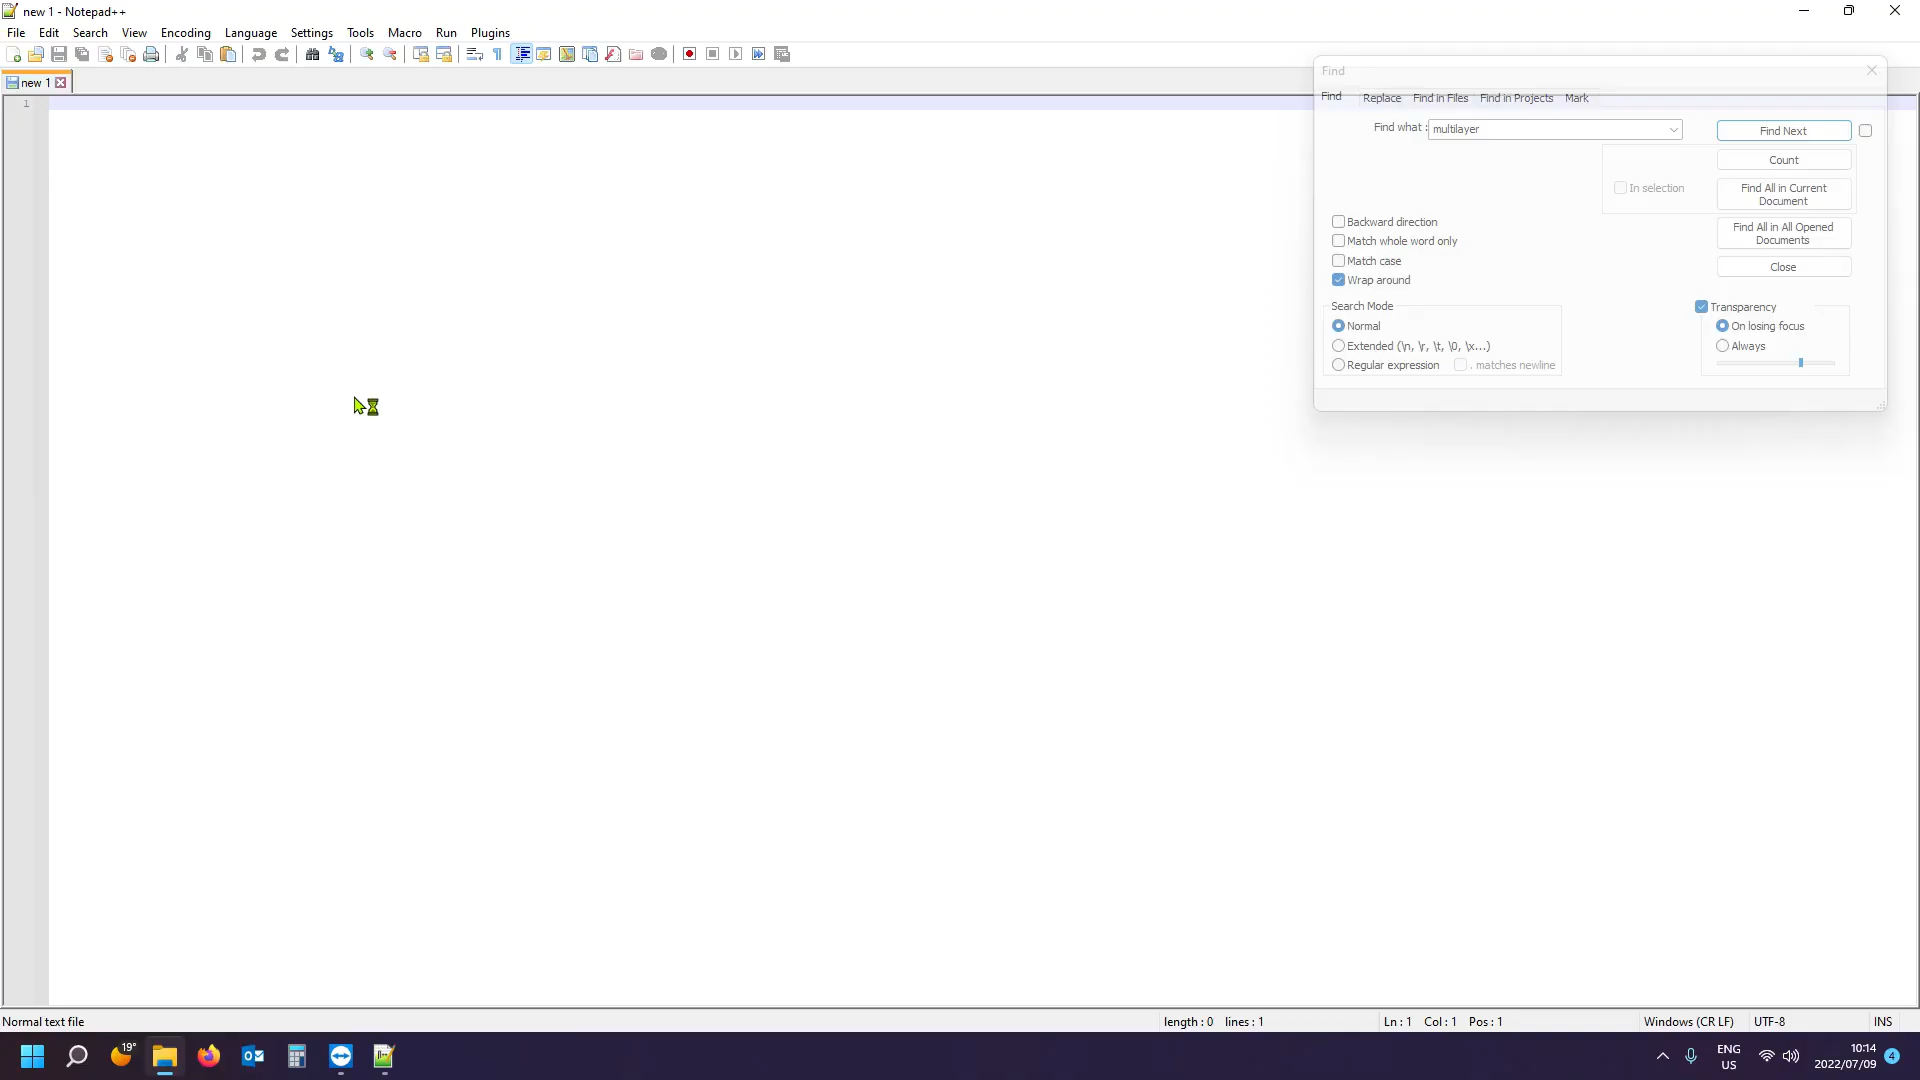 new 1 - Notepad++
File Edit Search View Encoding Language Settings Tools Macro Run Plugins
new 1
1
Find
Find Replace Find in Files Find in Projects Mark
Find what : multilayer
Find Next
Count
In selection
Find All in Current
Document
Backward direction
Find All in All Opened
Documents
Match whole word only
Match case
Close
Wrap around
Search Mode
Transparency
Normal
On losing focus
Extended (\n, \r, \t, \0, \x...)
Always
Regular expression
. matches newline
Normal text file
length : 0 lines : 1
Ln : 1 Col : 1 Pos : 1
Windows (CR LF)
UTF-8
INS
19°
ENG
US
10:14
2022/07/09
4